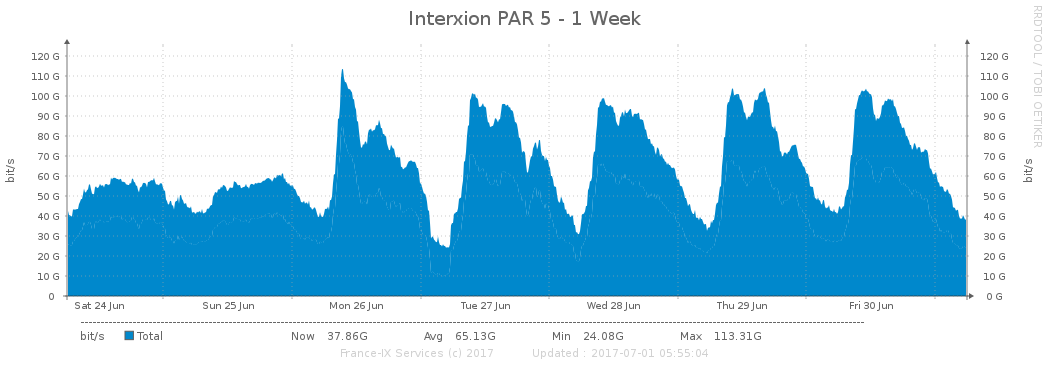 Interxion PAR 5 - 1 Week
RRDTOOL / TOBI OETIKER
120 G 120 G
110 G 110 G
100 G 100 G
90 G 90 G
80 G 80 G
70 G 70 G
60 G 60 G
50 G 50 G
40 G 40 G
30 G 30 G
20 G 20 G
10 G 10 G
0 0 G
bit/s bit/s
Sat 24 Jun Sun 25 Jun Mon 26 Jun Tue 27 Jun Wed 28 Jun Thu 29 Jun Fri 30 Jun
bit/s Total Now 37.86G Avg 65.13G Min 24.08G Max 113.31G
France-IX Services (c) 2017 Updated : 2017-07-01 05:55:04